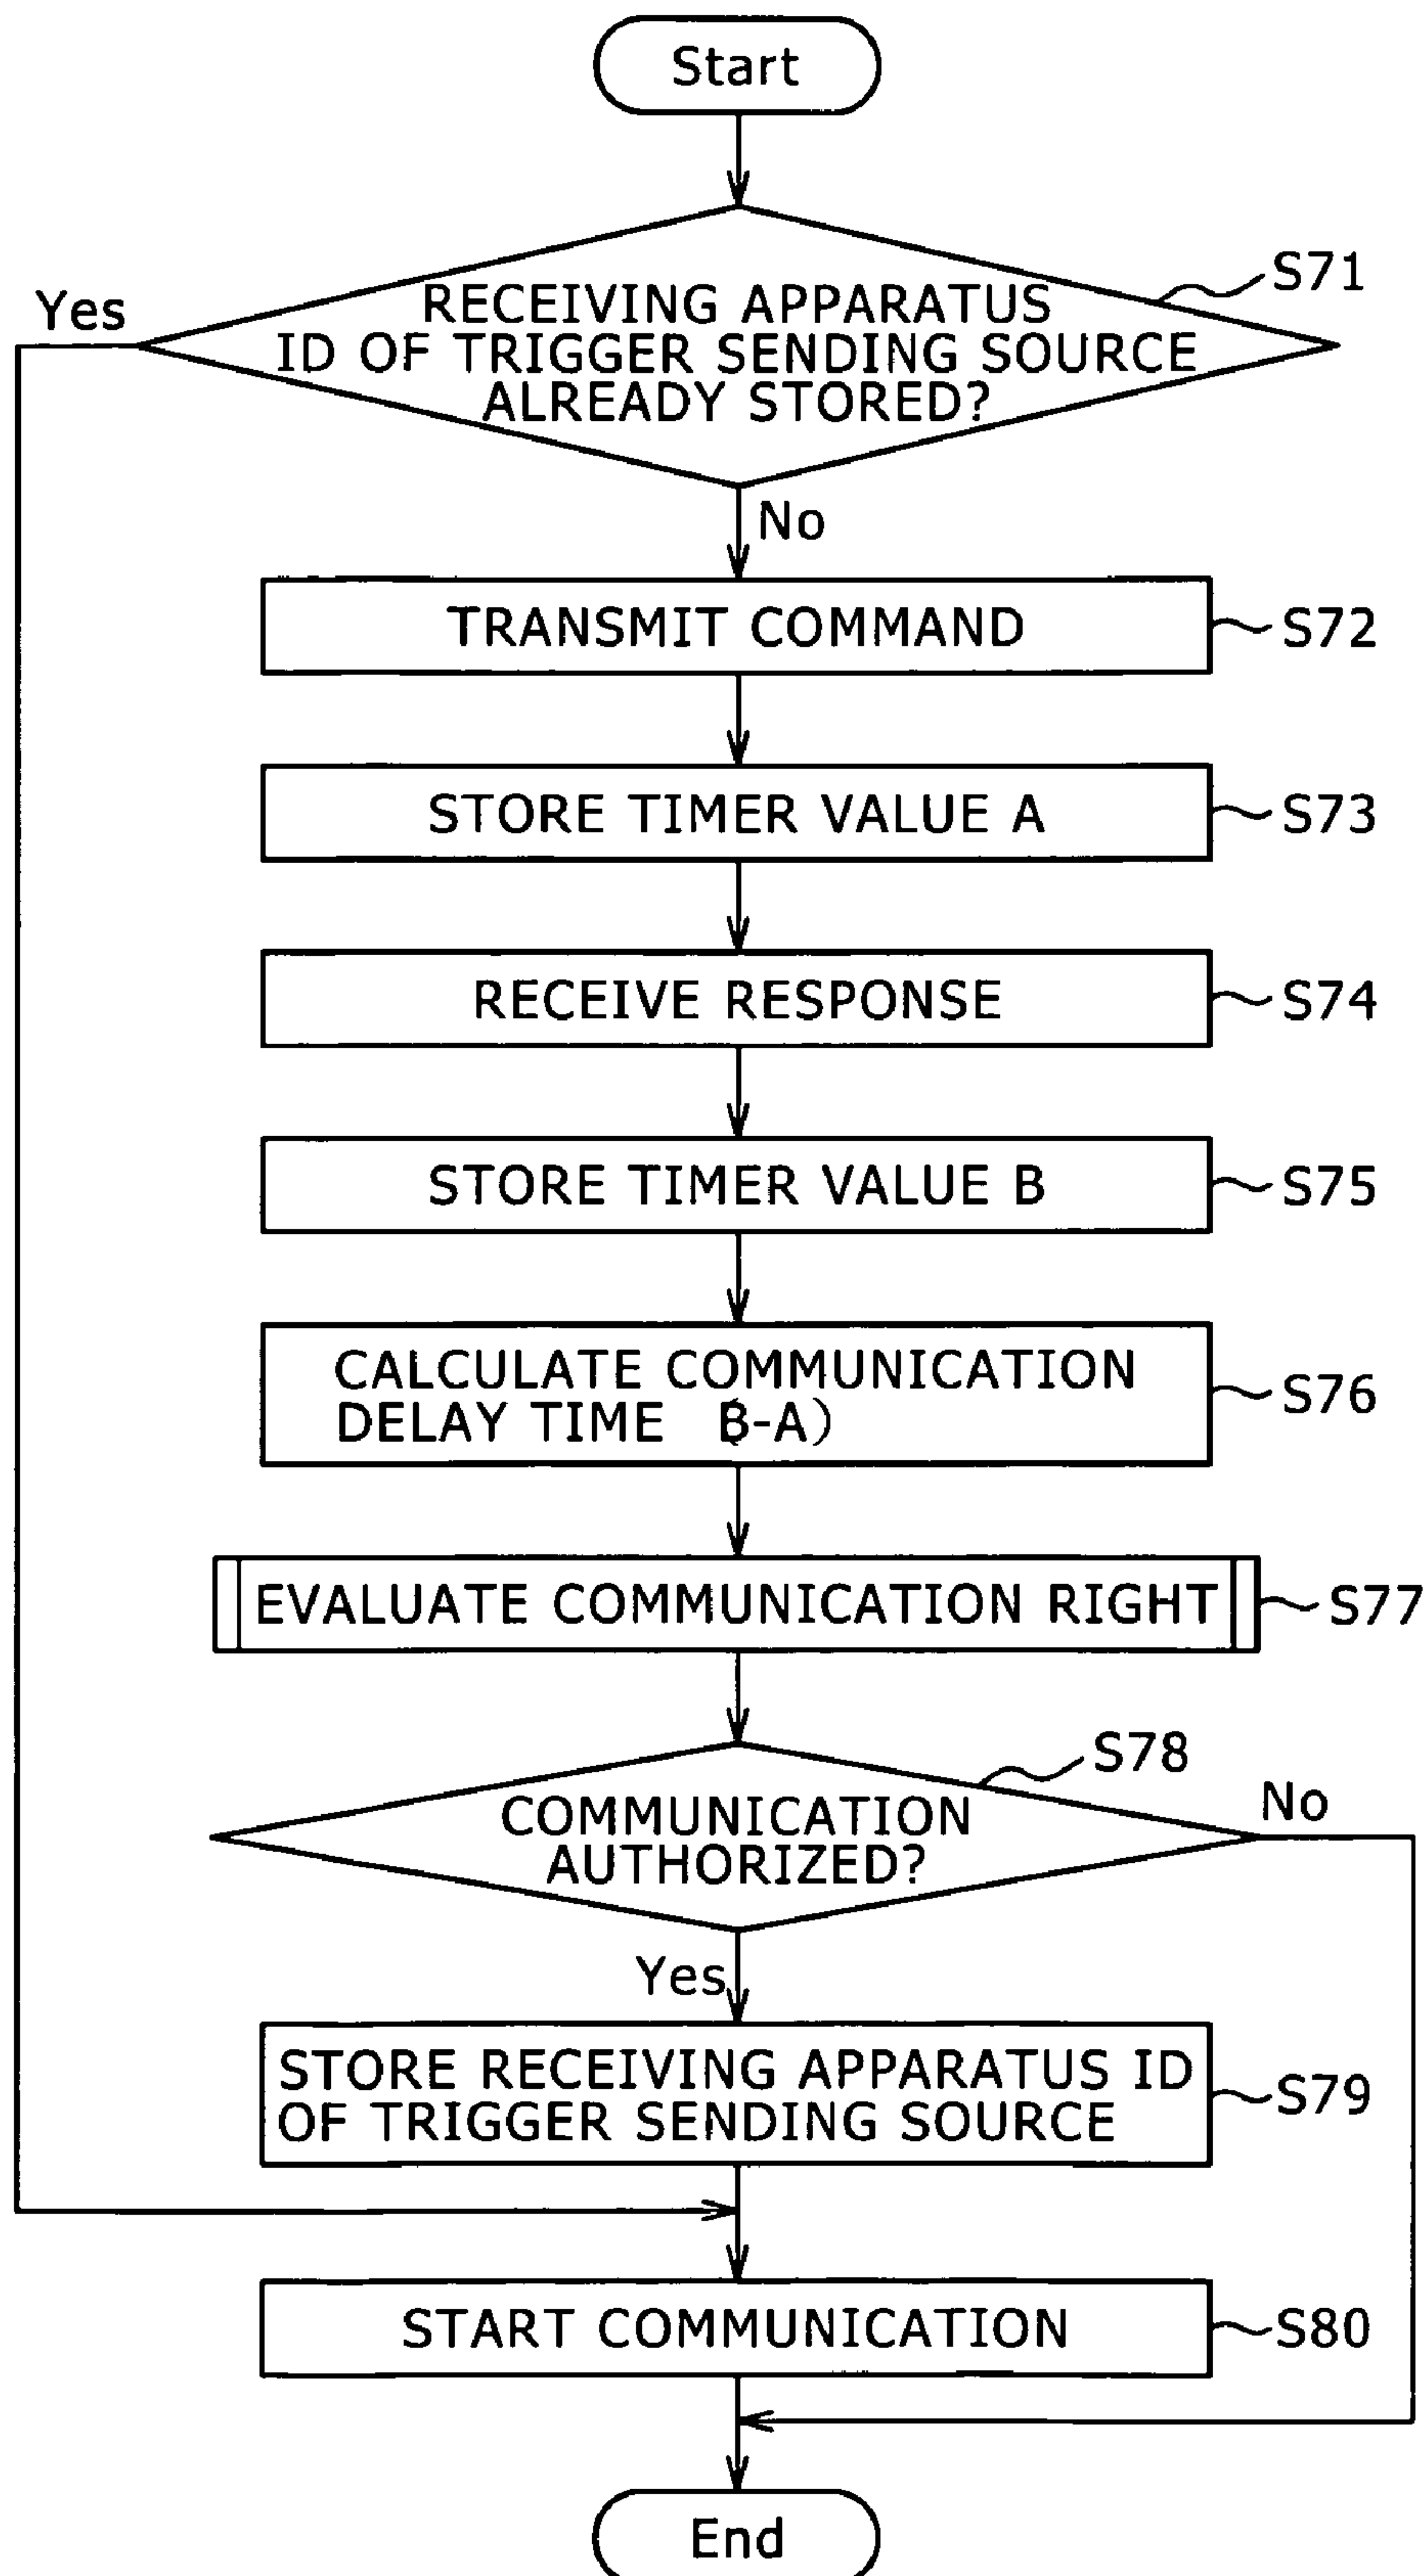 Start
S71
Yes
RECEIVING APPARATUS
ID OF TRIGGER SENDING SOURCE
ALREADY STORED?
No
TRANSMIT COMMAND
S72
STORE TIMER VALUE A
S73
RECEIVE RESPONSE
S74
STORE TIMER VALUE B
S75
CALCULATE COMMUNICATION
DELAY TIME (B-A)
S76
EVALUATE COMMUNICATION RIGHT
S77
S78
COMMUNICATION
AUTHORIZED?
No
Yes
STORE RECEIVING APPARATUS ID
OF TRIGGER SENDING SOURCE
S79
START COMMUNICATION
S80
End